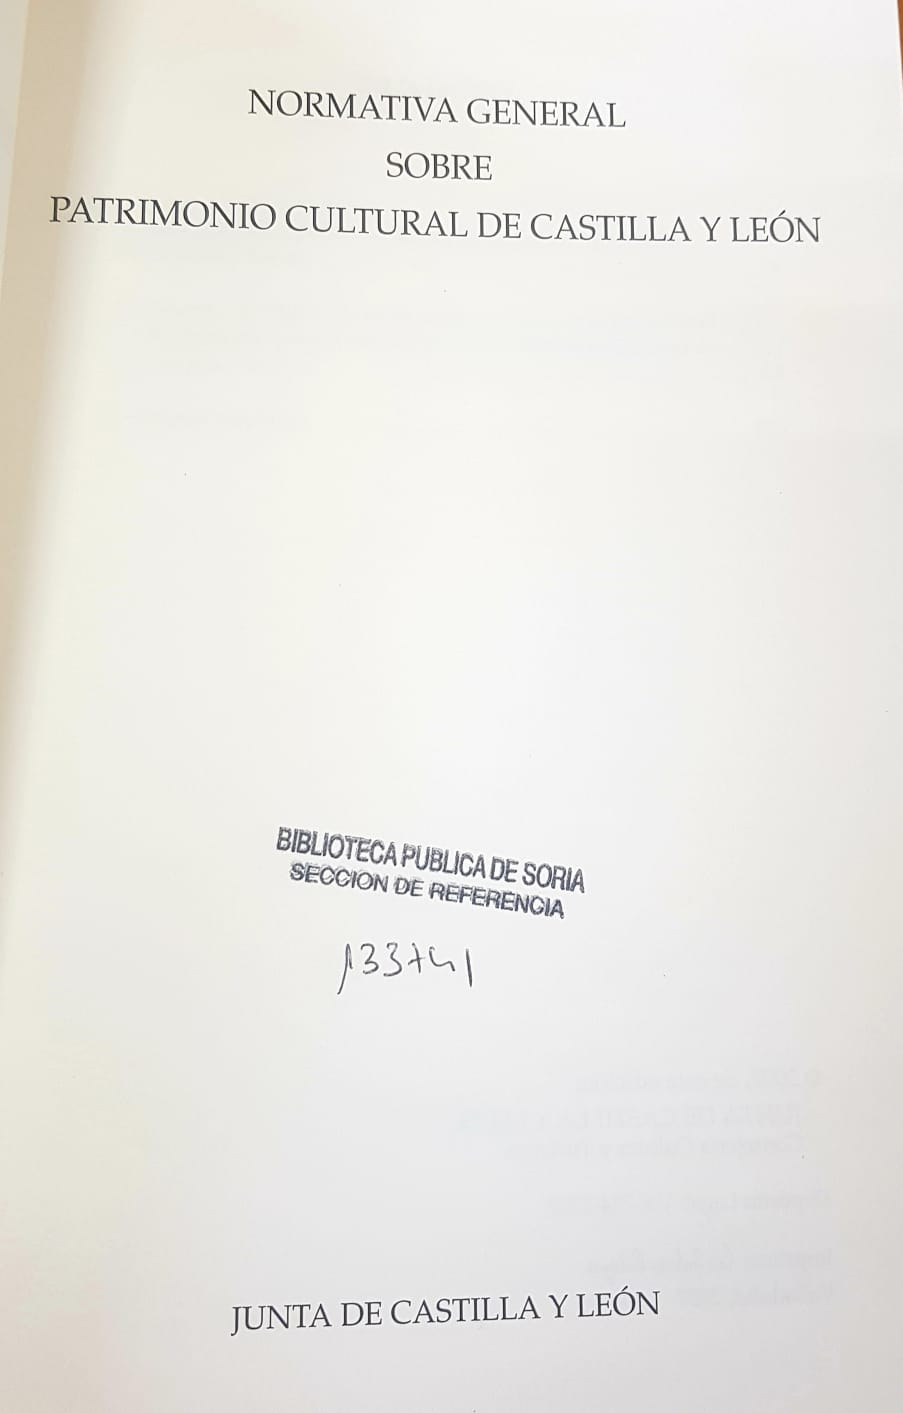 NORMATIVA GENERAL
SOBRE
PATRIMONIO CULTURAL DE CASTILLA Y LEÓN
BIBLIOTECA PUBLICA DE SORIA
SECCION DE REFERENCIA
133741
JUNTA DE CASTILLA Y LEÓN